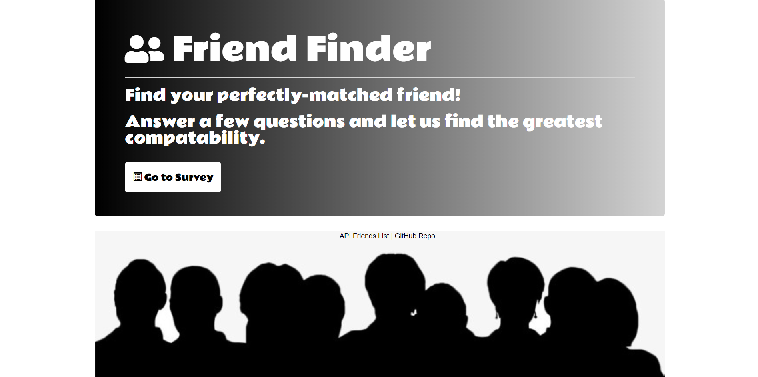 Friend Finder
Find your perfectly-matched friend!
Answer a few questions and let us find the greatest
compatability.
Go to Survey
API Friends List | GitHub Repo